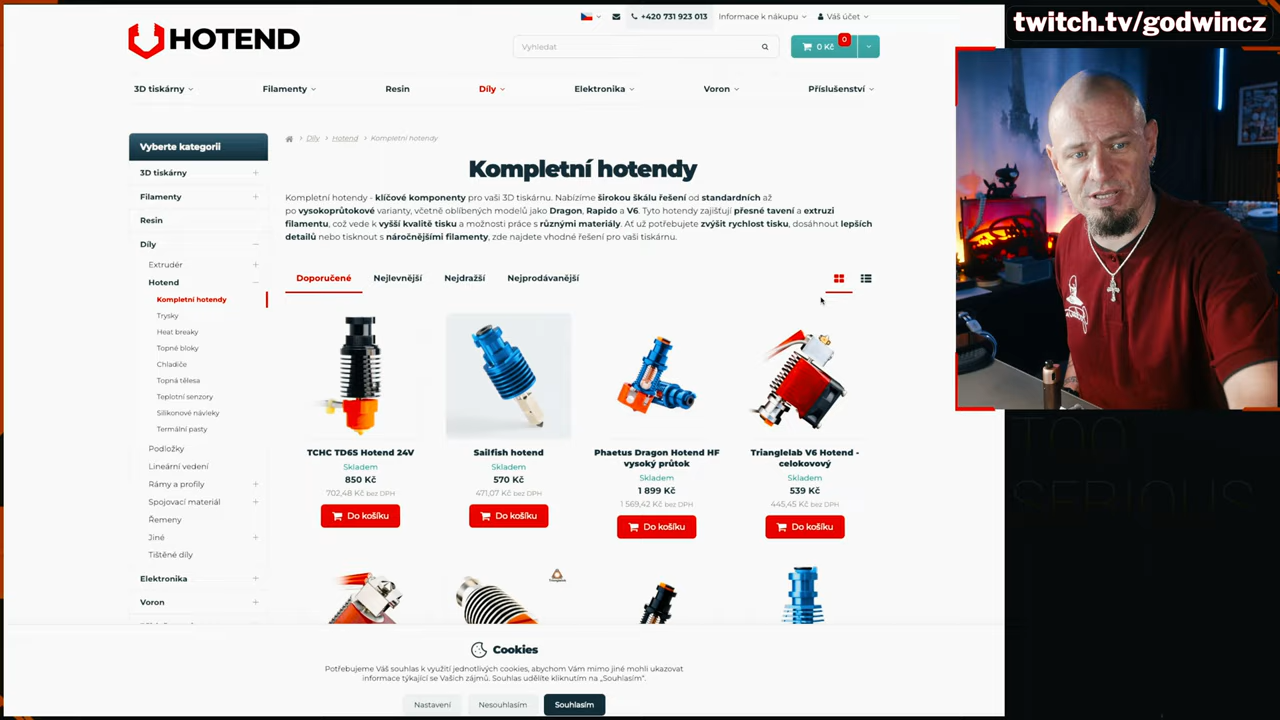 twitch.tv/godwincz
HOTEND
+420 731 923 013
Informace k nákupu
Váš účet
Vyhledat
0 Kč
0
3D tiskárny
Filamenty
Resin
Díly
Elektronika
Voron
Příslušenství
Vyberte kategorii
3D tiskárny
Filamenty
Resin
Díly
Extrudér
Hotend
Kompletní hotendy
Trysky
Heat breaky
Topné bloky
Chladiče
Topná tělesa
Teplotní senzory
Silikonové návleky
Termální pasty
Podložky
Lineární vedení
Rámy a profily
Spojovací materiál
Řemeny
Jiné
Tištěné díly
Elektronika
Voron
Díly > Hotend > Kompletní hotendy
Kompletní hotendy
Kompletní hotendy - klíčové komponenty pro vaši 3D tiskárnu. Nabízíme širokou škálu řešení od standardních až
po vysokoprůtokové varianty, včetně oblíbených modelů jako Dragon, Rapido a V6. Tyto hotendy zajišťují přesné tavení a extruzi
filamentu, což vede k vyšší kvalitě tisku a možnosti práce s různými materiály. Ať už potřebujete zvýšit rychlost tisku, dosáhnout lepších
detailů nebo tisknout s náročnějšími filamenty, zde najdete vhodné řešení pro vaši tiskárnu.
Doporučené
Nejlevnější
Nejdražší
Nejprodávanější
TCHC TD6S Hotend 24V
Skladem
850 Kč
702,48 Kč bez DPH
Do košíku
Sailfish hotend
Skladem
570 Kč
471,07 Kč bez DPH
Do košíku
Phaetus Dragon Hotend HF
vysoký průtok
Skladem
1 899 Kč
1 569,42 Kč bez DPH
Do košíku
Trianglelab V6 Hotend -
celokovový
Skladem
539 Kč
445,45 Kč bez DPH
Do košíku
Cookies
Potřebujeme Váš souhlas k využití jednotlivých cookies, abychom Vám mimo jiné mohli ukazovat
informace týkající se Vašich zájmů. Souhlas udělíte kliknutím na „Souhlasím".
Nastavení
Nesouhlasím
Souhlasím